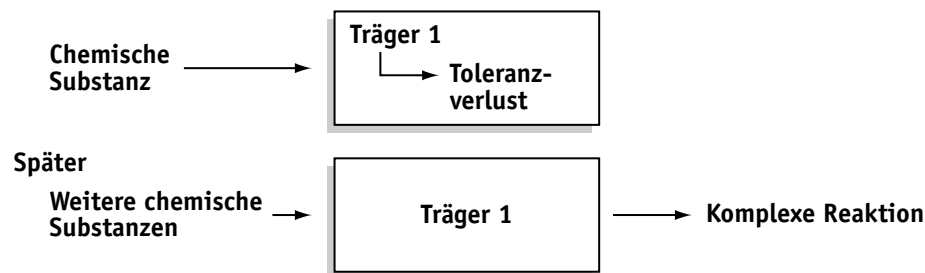 Träger 1
Chemische
Substanz
Toleranz-
verlust
Später
Weitere chemische
Substanzen
Träger 1
Komplexe Reaktion